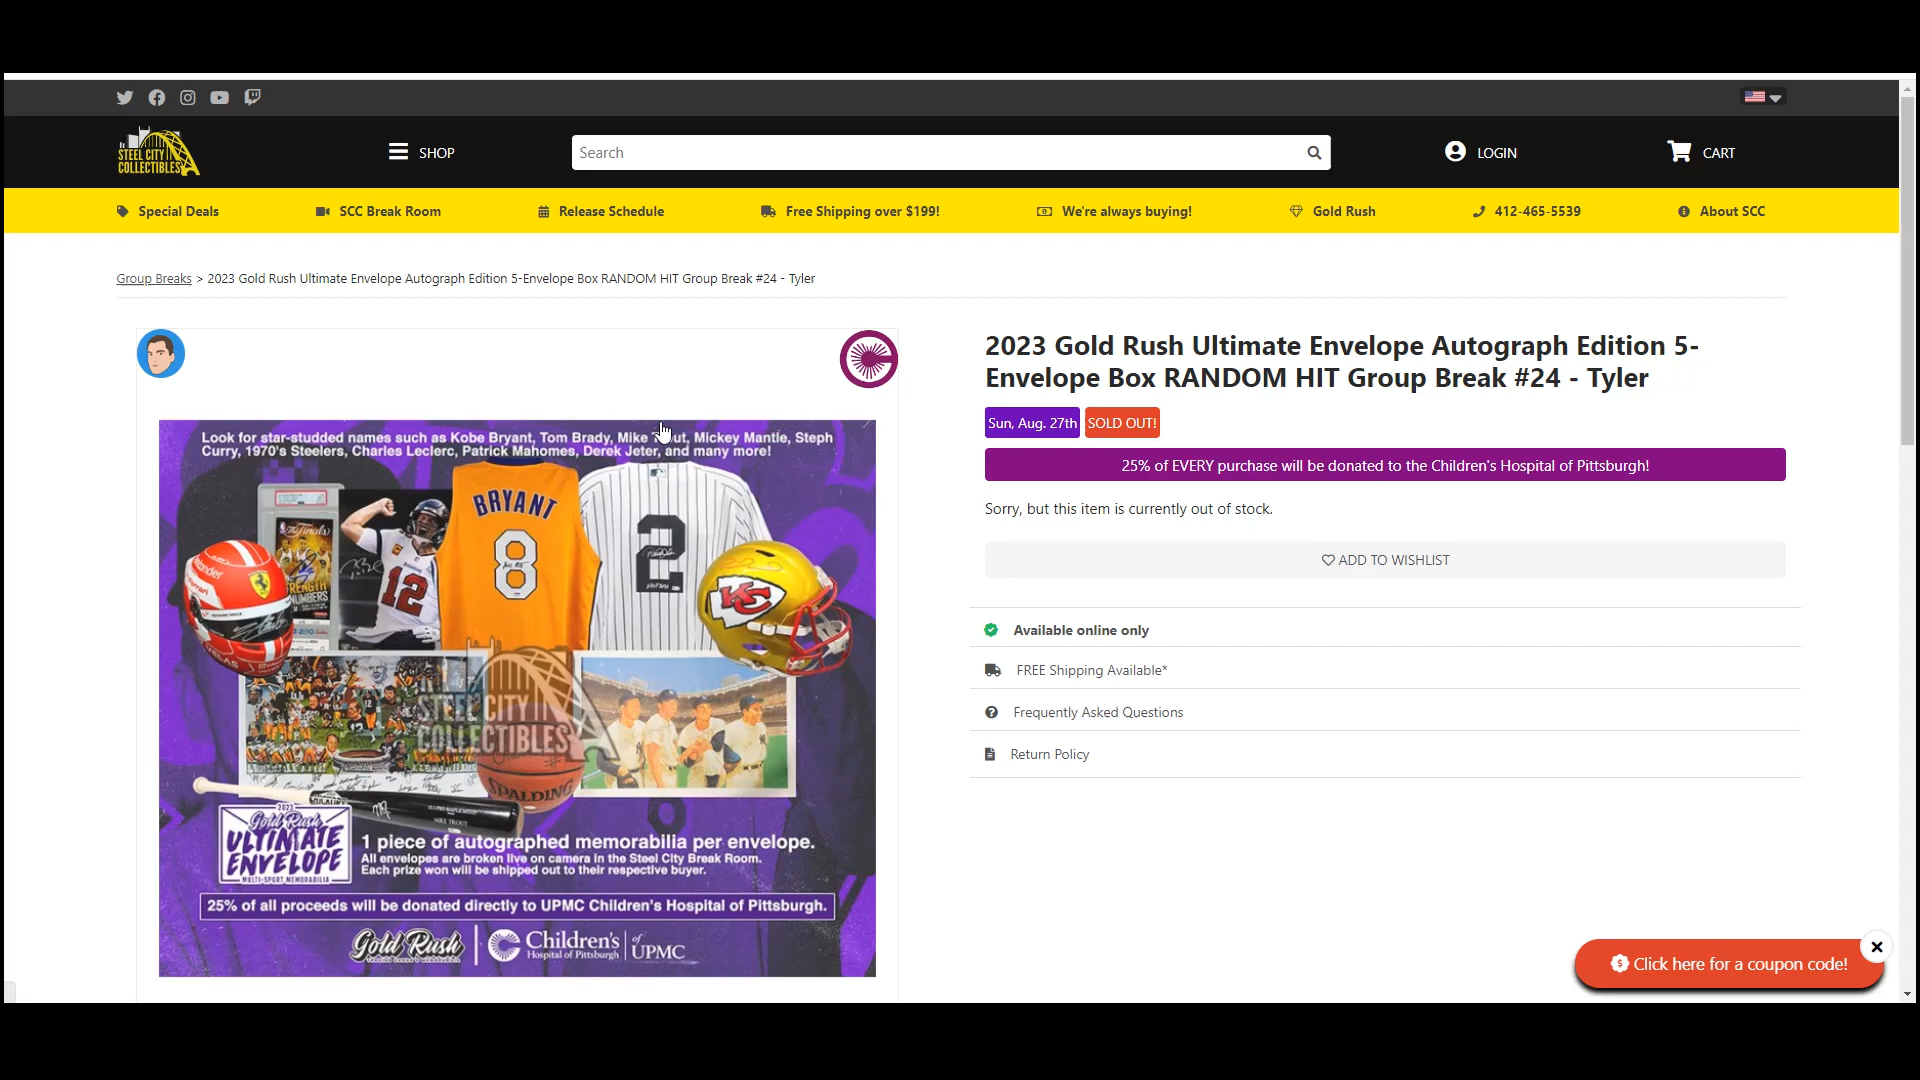 STEEL CITY
COLLECTIBLES
SHOP
Search
LOGIN
CART
Special Deals
SCC Break Room
Release Schedule
Free Shipping over $199!
We're always buying!
Gold Rush
412-465-5539
About SCC
Group Breaks > 2023 Gold Rush Ultimate Envelope Autograph Edition 5-Envelope Box RANDOM HIT Group Break #24 - Tyler
Look for star-studded names such as Kobe Bryant, Tom Brady, Mike Mickey Mantle, Steph
Curry, 1970's Steelers, Charles Leclerc, Patrick Mahomes, Derek Jeter, and many more!
BRYANT
8
2
12
KC
STEEL CITY
COLLECTIBLES
SPALDING
MIKE TROUT
2023
Gold Rush
ULTIMATE
ENVELOPE
MULTI-SPORT MEMORABILIA
1 piece of autographed memorabilia per envelope.
All envelopes are broken live on camera in the Steel City Break Room.
Each prize won will be shipped out to their respective buyer.
25% of all proceeds will be donated directly to UPMC Children's Hospital of Pittsburgh.
Gold Rush
Children's
Hospital of Pittsburgh
of
UPMC
2023 Gold Rush Ultimate Envelope Autograph Edition 5-
Envelope Box RANDOM HIT Group Break #24 - Tyler
Sun, Aug. 27th
SOLD OUT!
25% of EVERY purchase will be donated to the Children's Hospital of Pittsburgh!
Sorry, but this item is currently out of stock.
ADD TO WISHLIST
Available online only
FREE Shipping Available*
Frequently Asked Questions
Return Policy
Click here for a coupon code!